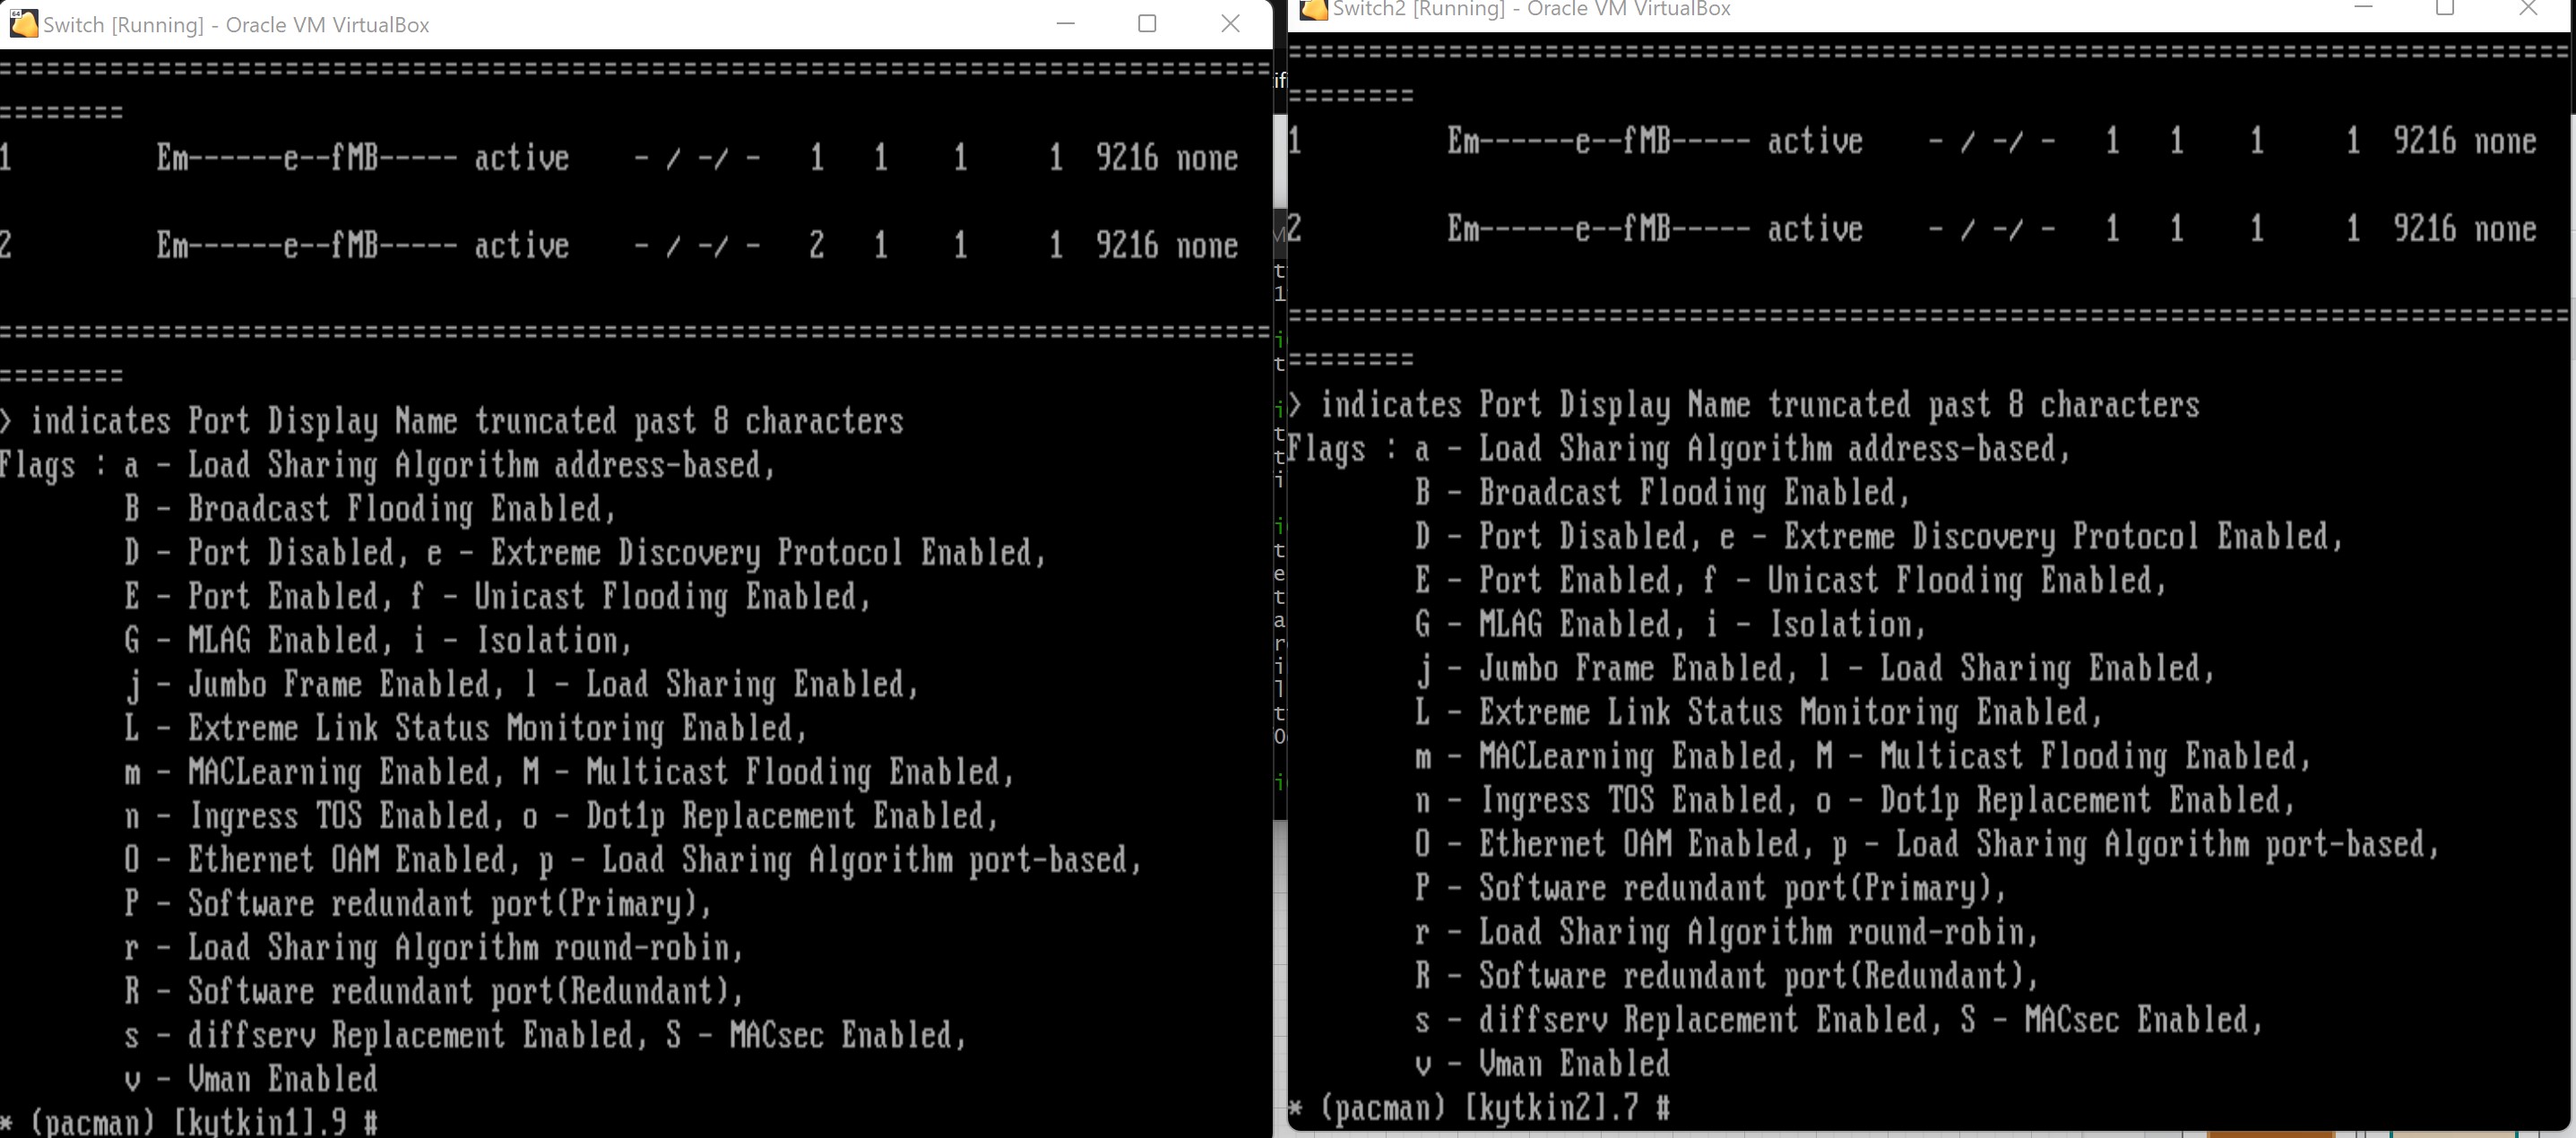 Switch [Running] - Oracle VM VirtualBox
================================================================================
========
1         Em------e--fMB----- active    - / -/ -   1   1    1     1  9216 none
2         Em------e--fMB----- active    - / -/ -   2   1    1     1  9216 none
================================================================================
========
> indicates Port Display Name truncated past 8 characters
Flags : a - Load Sharing Algorithm address-based,
B - Broadcast Flooding Enabled,
D - Port Disabled, e - Extreme Discovery Protocol Enabled,
E - Port Enabled, f - Unicast Flooding Enabled,
G - MLAG Enabled, i - Isolation,
j - Jumbo Frame Enabled, l - Load Sharing Enabled,
L - Extreme Link Status Monitoring Enabled,
m - MACLearning Enabled, M - Multicast Flooding Enabled,
n - Ingress TOS Enabled, o - Dot1p Replacement Enabled,
O - Ethernet OAM Enabled, p - Load Sharing Algorithm port-based,
P - Software redundant port(Primary),
r - Load Sharing Algorithm round-robin,
R - Software redundant port(Redundant),
s - diffserv Replacement Enabled, S - MACsec Enabled,
v - Vman Enabled
* (pacman) [kytkin1].9 #
Switch2 [Running] - Oracle VM VirtualBox
================================================================================
========
1         Em------e--fMB----- active    - / -/ -   1   1    1     1  9216 none
2         Em------e--fMB----- active    - / -/ -   1   1    1     1  9216 none
================================================================================
========
> indicates Port Display Name truncated past 8 characters
Flags : a - Load Sharing Algorithm address-based,
B - Broadcast Flooding Enabled,
D - Port Disabled, e - Extreme Discovery Protocol Enabled,
E - Port Enabled, f - Unicast Flooding Enabled,
G - MLAG Enabled, i - Isolation,
j - Jumbo Frame Enabled, l - Load Sharing Enabled,
L - Extreme Link Status Monitoring Enabled,
m - MACLearning Enabled, M - Multicast Flooding Enabled,
n - Ingress TOS Enabled, o - Dot1p Replacement Enabled,
O - Ethernet OAM Enabled, p - Load Sharing Algorithm port-based,
P - Software redundant port(Primary),
r - Load Sharing Algorithm round-robin,
R - Software redundant port(Redundant),
s - diffserv Replacement Enabled, S - MACsec Enabled,
v - Vman Enabled
* (pacman) [kytkin2].7 #